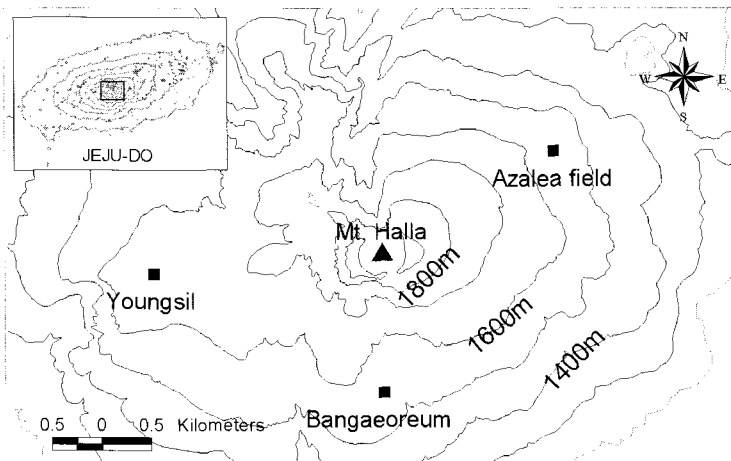 N
W E
S
JEJU-DO
Azalea field
Mt. Halla
1800m
Youngsil
1600m
1400m
Bangaeoreum
0.5 0 0.5 Kilometers